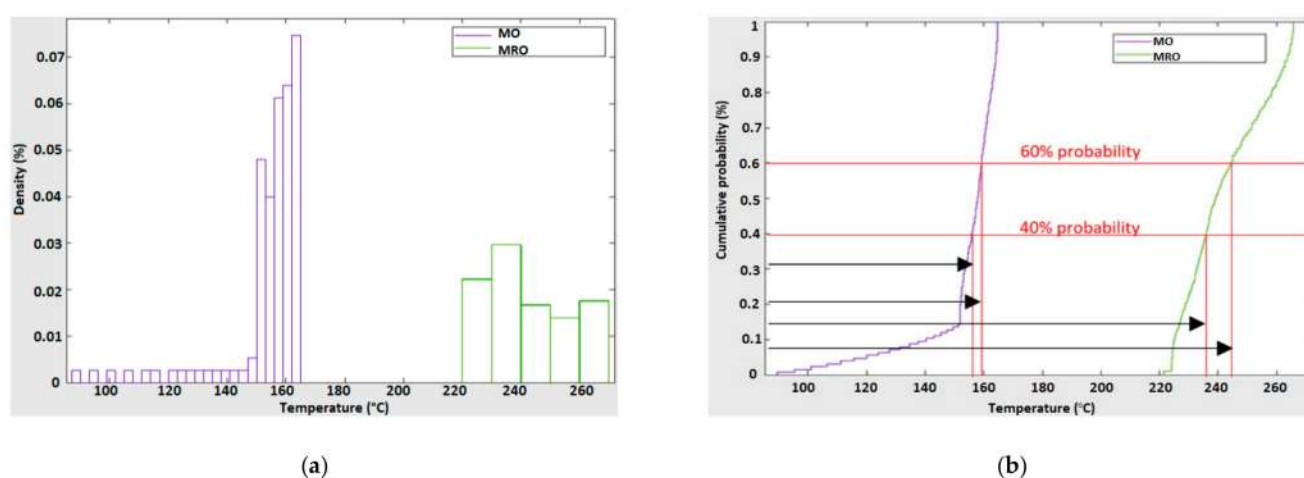 MO
MRO
0.07
0.06
0.05
0.04
0.03
0.02
0.01
0
100 120 140 160 180 200 220 240 260
Density (%)
Temperature (°C)
(a)
MO
MRO
1
0.9
0.8
0.7
0.6
0.5
0.4
0.3
0.2
0.1
0
60% probability
40% probability
100 120 140 160 180 200 220 240 260
Cumulative probability (%)
Temperature (°C)
(b)